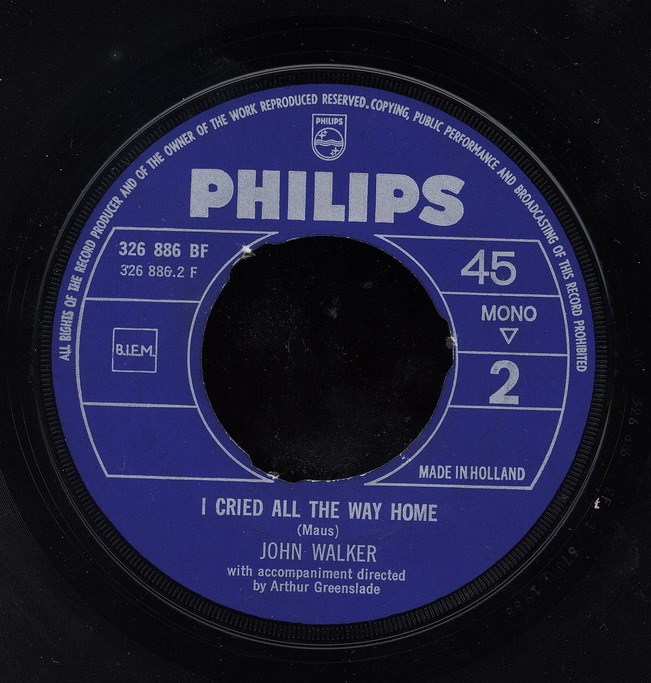 ALL RIGHTS OF THE RECORD PRODUCER AND OF THE OWNER OF THE WORK REPRODUCED RESERVED. COPYING, PUBLIC PERFORMANCE AND BROADCASTING OF THIS RECORD PROHIBITED
PHILIPS
PHILIPS
326 886 BF
326 886.2 F
45
MONO
B.I.E.M.
2
MADE IN HOLLAND
I CRIED ALL THE WAY HOME
(Maus)
JOHN WALKER
with accompaniment directed
by Arthur Greenslade